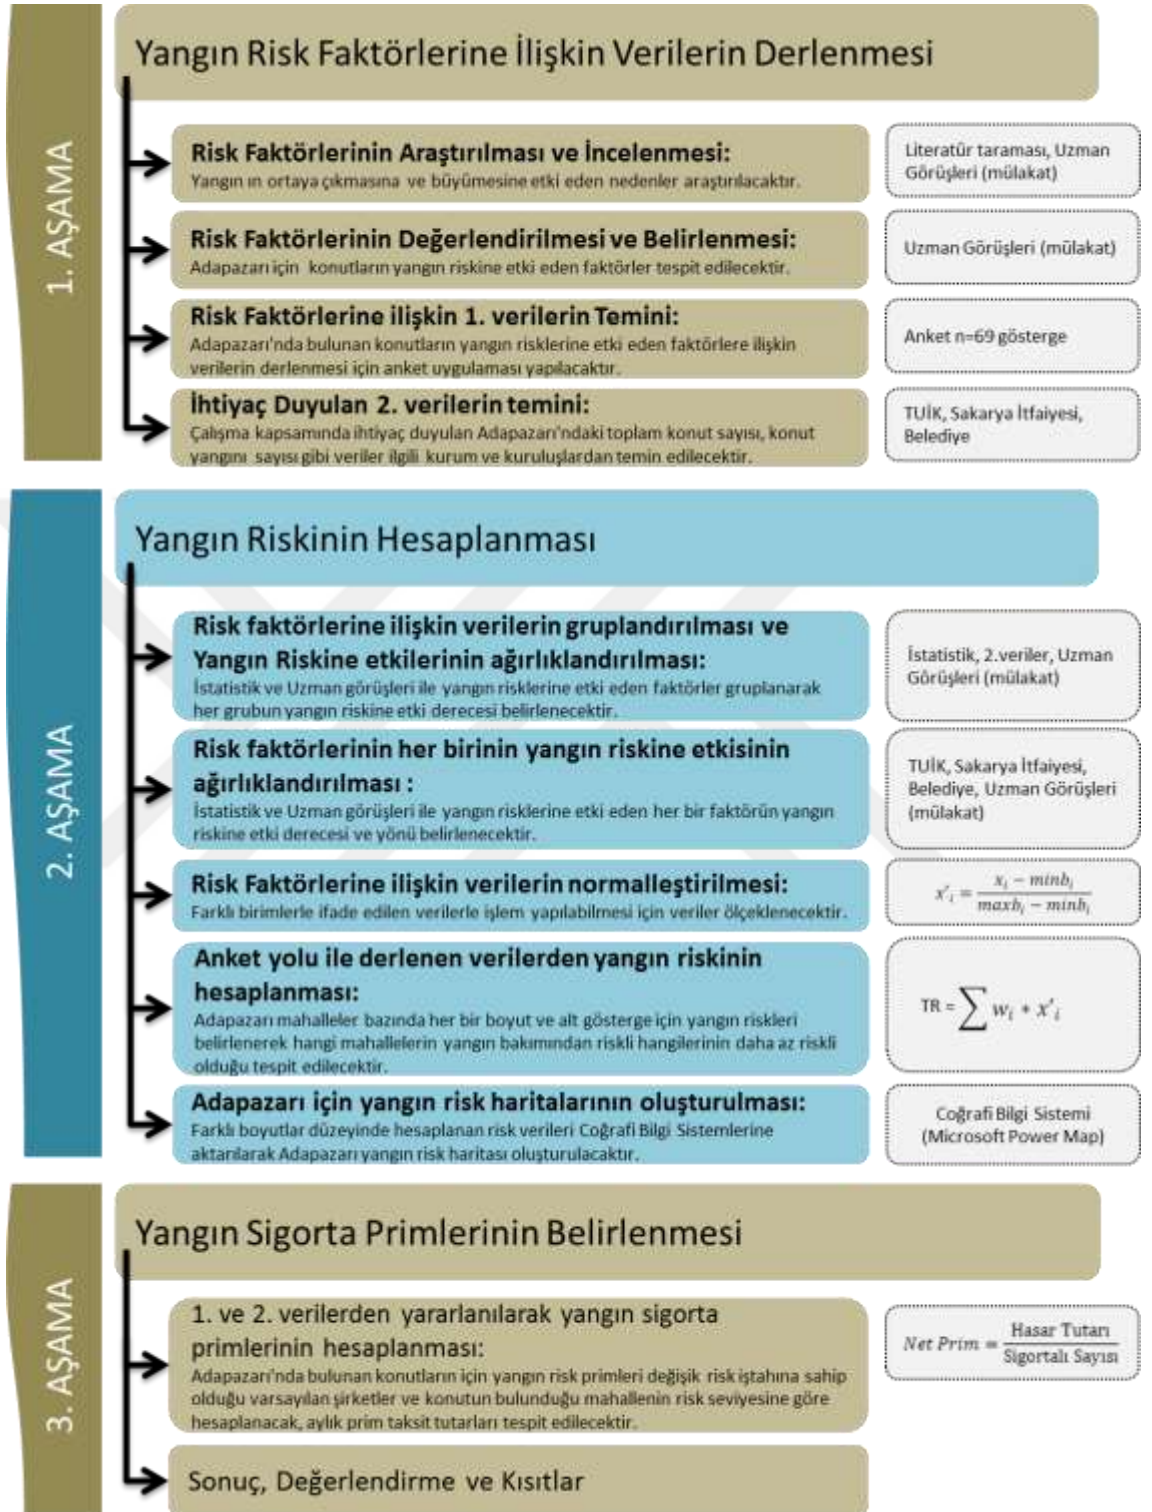 1. AŞAMA
Yangın Risk Faktörlerine İlişkin Verilerin Derlenmesi
Risk Faktörlerinin Araştırılması ve İncelenmesi:
Yangın ın ortaya çıkmasına ve büyümesine etki eden nedenler araştırılacaktır.
Literatür taraması, Uzman
Görüşleri (mülakat)
Risk Faktörlerinin Değerlendirilmesi ve Belirlenmesi:
Adapazarı için konutların yangın riskine etki eden faktörler tespit edilecektir.
Uzman Görüşleri (mülakat)
Risk Faktörlerine ilişkin 1. verilerin Temini:
Adapazarı'nda bulunan konutların yangın risklerine etki eden faktörlere ilişkin
verilerin derlenmesi için anket uygulaması yapılacaktır.
Anket n=69 gösterge
İhtiyaç Duyulan 2. verilerin temini:
Çalışma kapsamında ihtiyaç duyulan Adapazarı'ndaki toplam konut sayısı, konut
yangını sayısı gibi veriler ilgili kurum ve kuruluşlardan temin edilecektir.
TUİK, Sakarya İtfaiyesi,
Belediye
2. AŞAMA
Yangın Riskinin Hesaplanması
Risk faktörlerine ilişkin verilerin gruplandırılması ve
Yangın Riskine etkilerinin ağırlıklandırılması:
İstatistik ve Uzman görüşleri ile yangın risklerine etki eden faktörler gruplanarak
her grubun yangın riskine etki derecesi belirlenecektir.
İstatistik, 2.veriler, Uzman
Görüşleri (mülakat)
Risk faktörlerinin her birinin yangın riskine etkisinin
ağırlıklandırılması :
İstatistik ve Uzman görüşleri ile yangın risklerine etki eden her bir faktörün yangın
riskine etki derecesi ve yönü belirlenecektir.
TUİK, Sakarya İtfaiyesi,
Belediye, Uzman Görüşleri
(mülakat)
Risk Faktörlerine ilişkin verilerin normalleştirilmesi:
Farklı birimlerle ifade edilen verilerle işlem yapılabilmesi için veriler ölçeklenecektir.
x'ᵢ = (xᵢ − minbᵢ) / (maxbᵢ − minbᵢ)
Anket yolu ile derlenen verilerden yangın riskinin
hesaplanması:
Adapazarı mahalleler bazında her bir boyut ve alt gösterge için yangın riskleri
belirlenerek hangi mahallelerin yangın bakımından riskli hangilerinin daha az riskli
olduğu tespit edilecektir.
TR = ∑ wᵢ * x'ᵢ
Adapazarı için yangın risk haritalarının oluşturulması:
Farklı boyutlar düzeyinde hesaplanan risk verileri Coğrafi Bilgi Sistemlerine
aktarılarak Adapazarı yangın risk haritası oluşturulacaktır.
Coğrafi Bilgi Sistemi
(Microsoft Power Map)
3. AŞAMA
Yangın Sigorta Primlerinin Belirlenmesi
1. ve 2. verilerden yararlanılarak yangın sigorta
primlerinin hesaplanması:
Adapazarı'nda bulunan konutların için yangın risk primleri değişik risk iştahına sahip
olduğu varsayılan şirketler ve konutun bulunduğu mahallenin risk seviyesine göre
hesaplanacak, aylık prim taksit tutarları tespit edilecektir.
Net Prim = Hasar Tutarı / Sigortalı Sayısı
Sonuç, Değerlendirme ve Kısıtlar